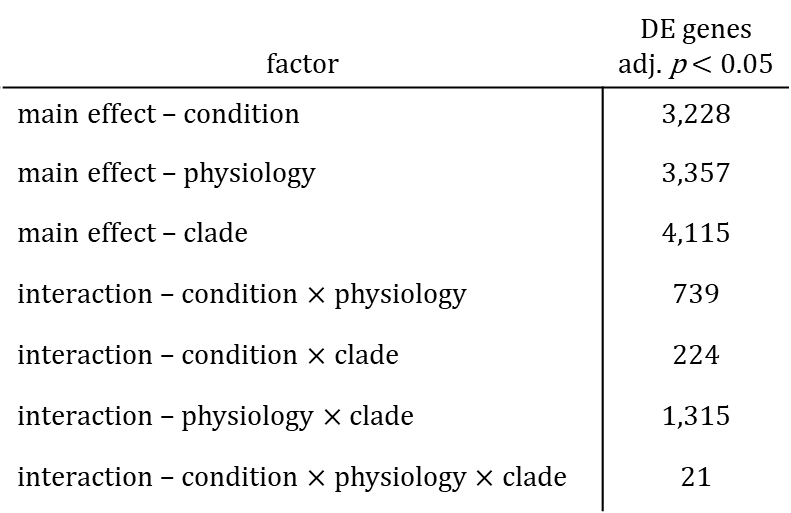 DE genes
factor adj. p < 0.05
main effect – condition 3,228
main effect – physiology 3,357
main effect – clade 4,115
interaction – condition × physiology 739
interaction – condition × clade 224
interaction – physiology × clade 1,315
interaction – condition × physiology × clade 21